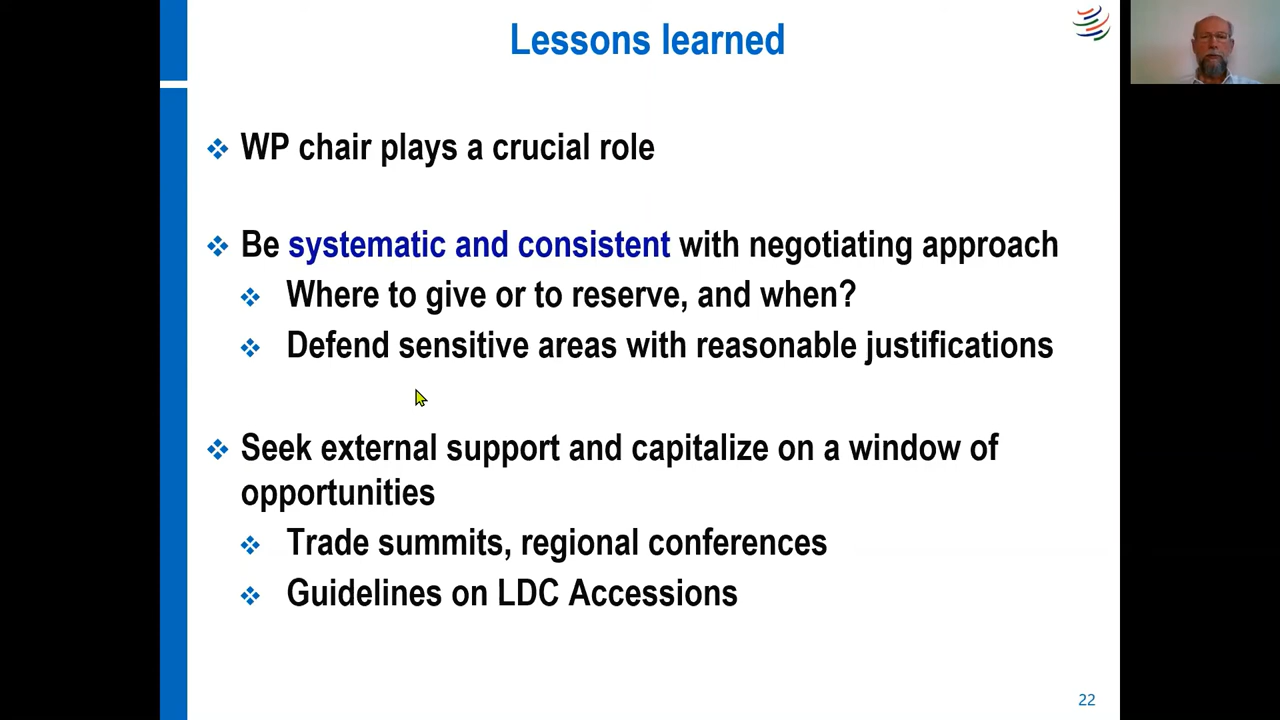 Lessons learned
WP chair plays a crucial role
Be systematic and consistent with negotiating approach
Where to give or to reserve, and when?
Defend sensitive areas with reasonable justifications
Seek external support and capitalize on a window of
opportunities
Trade summits, regional conferences
Guidelines on LDC Accessions
22